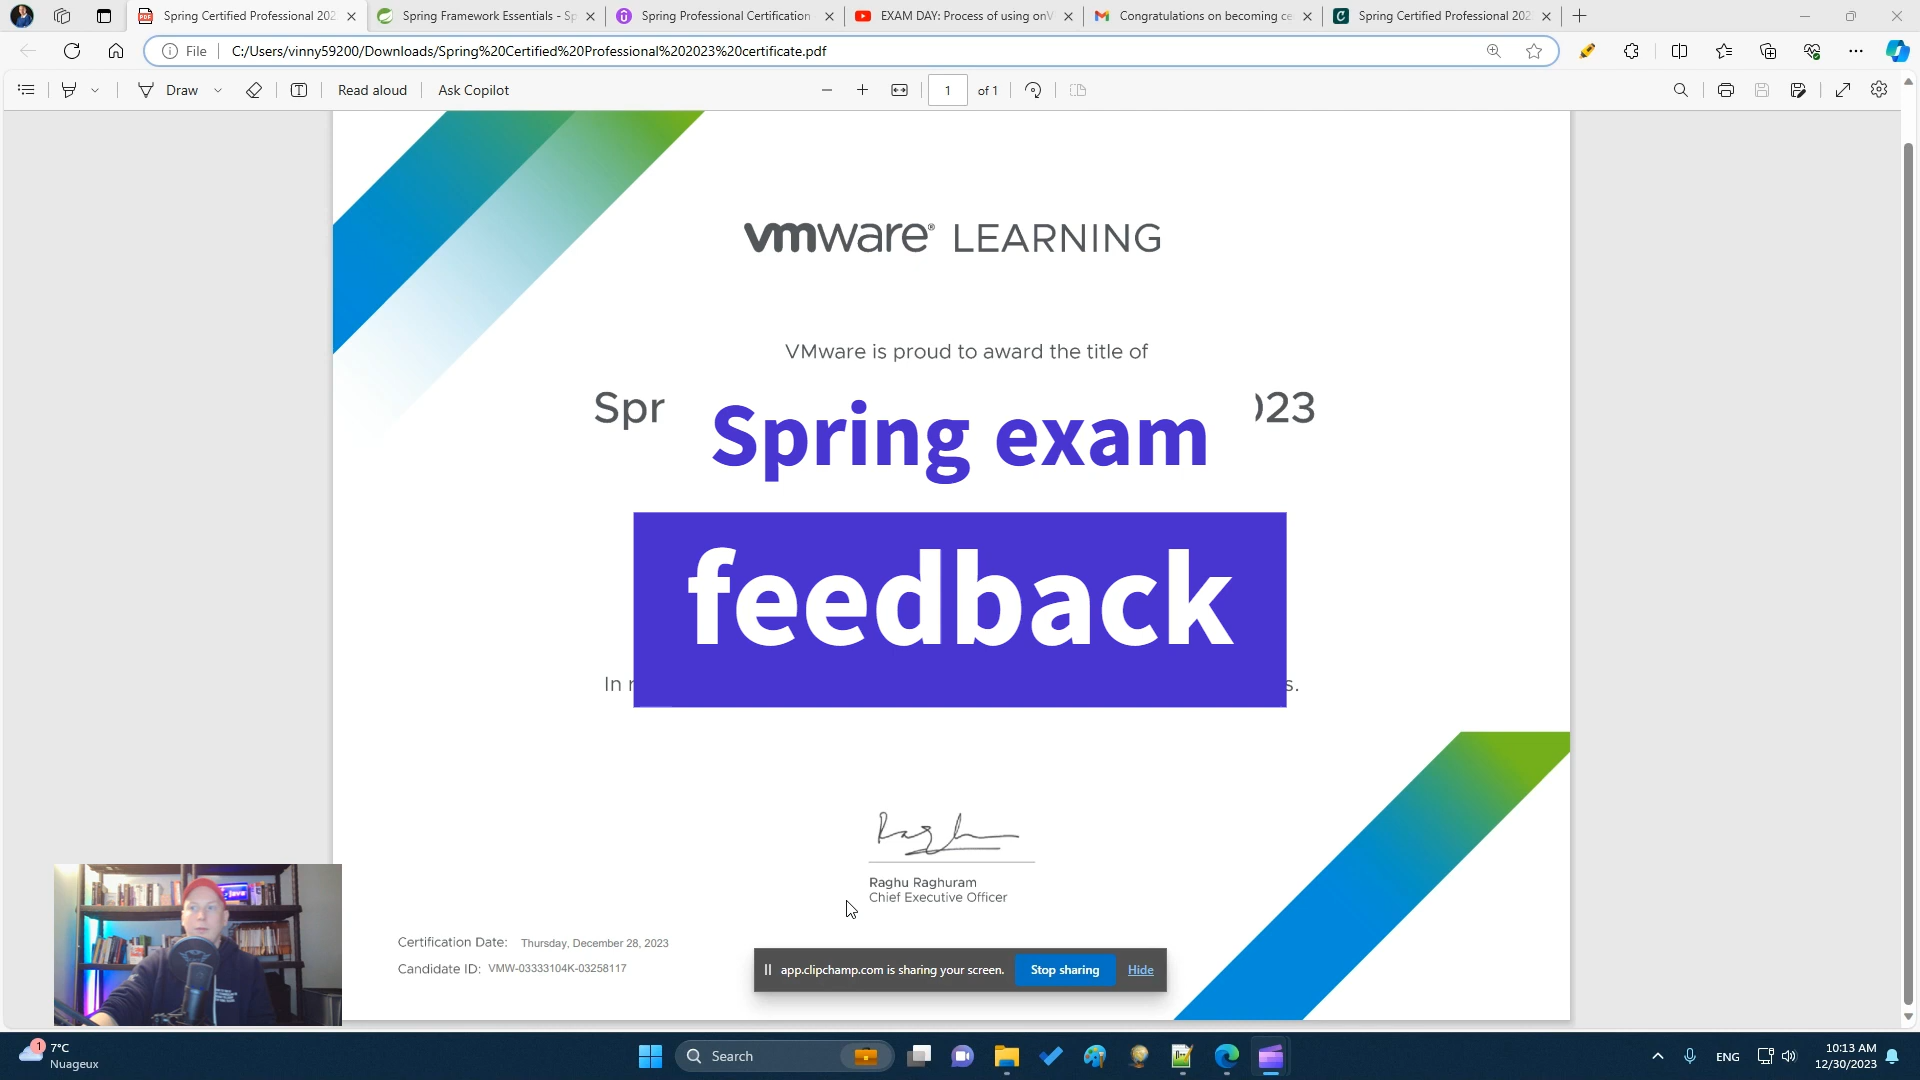 Spring Certified Professional 202
Spring Framework Essentials - Sp
Spring Professional Certification
EXAM DAY: Process of using onV
Congratulations on becoming ce
Spring Certified Professional 202
File
C:/Users/vinny59200/Downloads/Spring%20Certified%20Professional%202023%20certificate.pdf
Draw
Read aloud
Ask Copilot
1 of 1
vmware® LEARNING
VMware is proud to award the title of
Spr
023
Spring exam
feedback
In
s.
Raghu Raghuram
Chief Executive Officer
Certification Date: Thursday, December 28, 2023
Candidate ID: VMW-03333104K-03258117
app.clipchamp.com is sharing your screen.
Stop sharing
Hide
1
7°C
Nuageux
Search
ENG
10:13 AM
12/30/2023